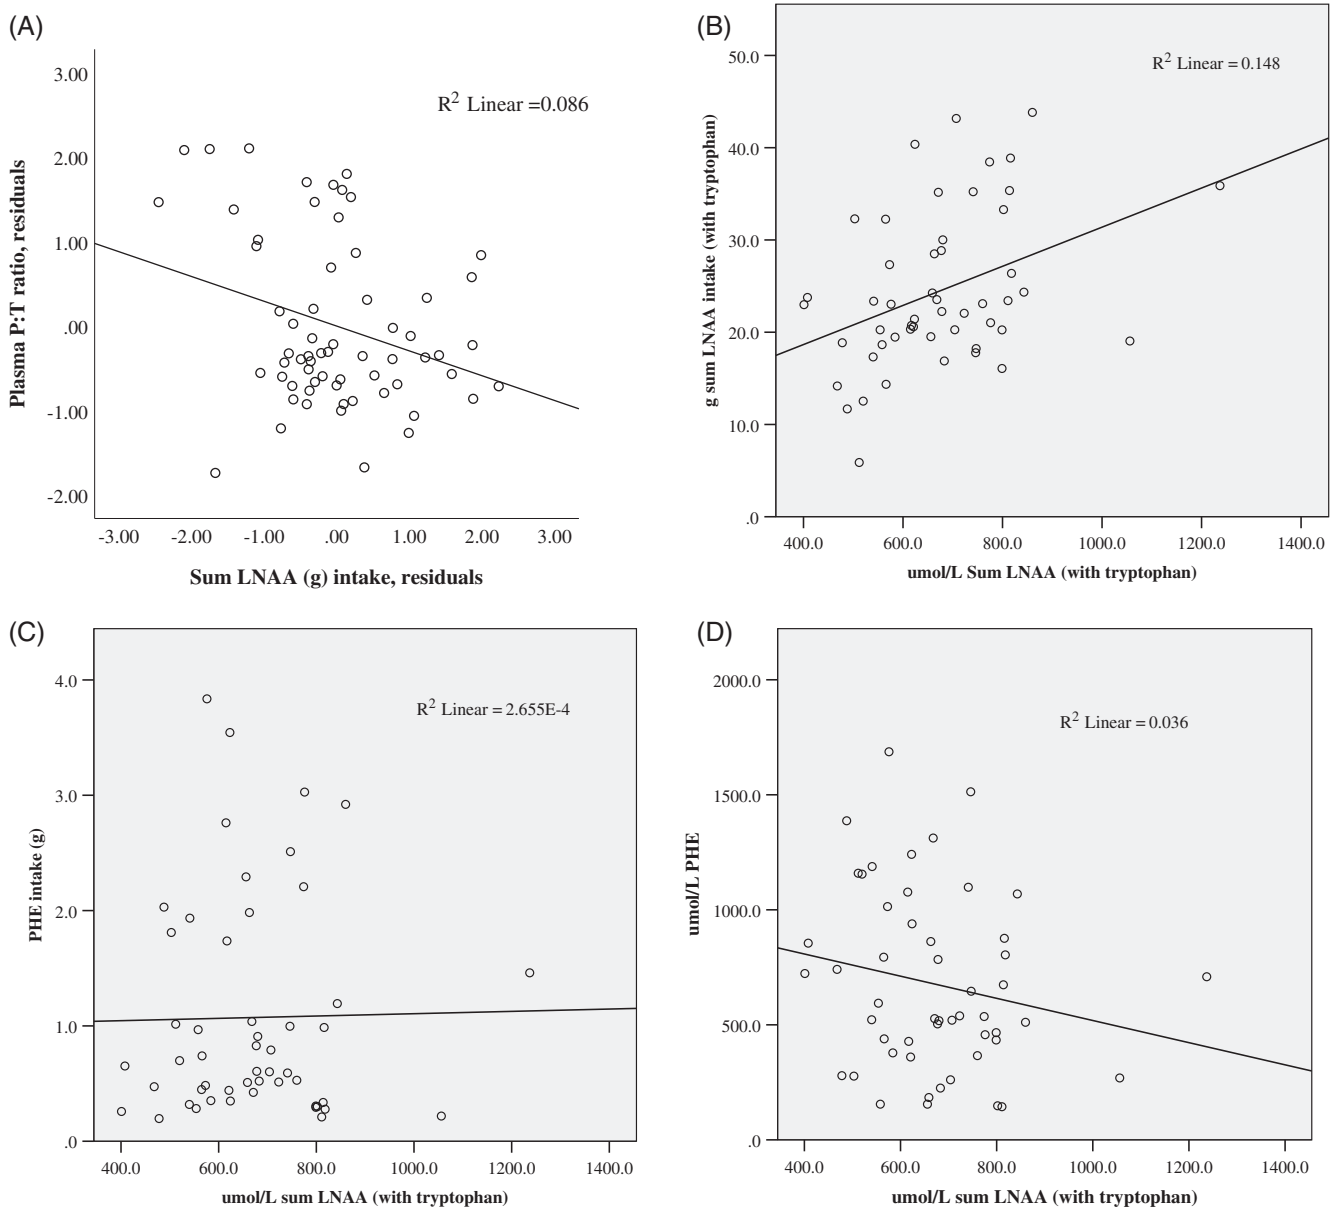 (A)
3.00
2.00
1.00
.00
-1.00
-2.00
-3.00 -2.00 -1.00 .00 1.00 2.00 3.00
Plasma P:T ratio, residuals
Sum LNAA (g) intake, residuals
R² Linear =0.086
(B)
50.0
40.0
30.0
20.0
10.0
.0
400.0 600.0 800.0 1000.0 1200.0 1400.0
g sum LNAA intake (with tryptophan)
umol/L Sum LNAA (with tryptophan)
R² Linear = 0.148
(C)
4.0
3.0
2.0
1.0
.0
400.0 600.0 800.0 1000.0 1200.0 1400.0
PHE intake (g)
umol/L sum LNAA (with tryptophan)
R² Linear = 2.655E-4
(D)
2000.0
1500.0
1000.0
500.0
.0
400.0 600.0 800.0 1000.0 1200.0 1400.0
umol/L PHE
umol/L sum LNAA (with tryptophan)
R² Linear = 0.036